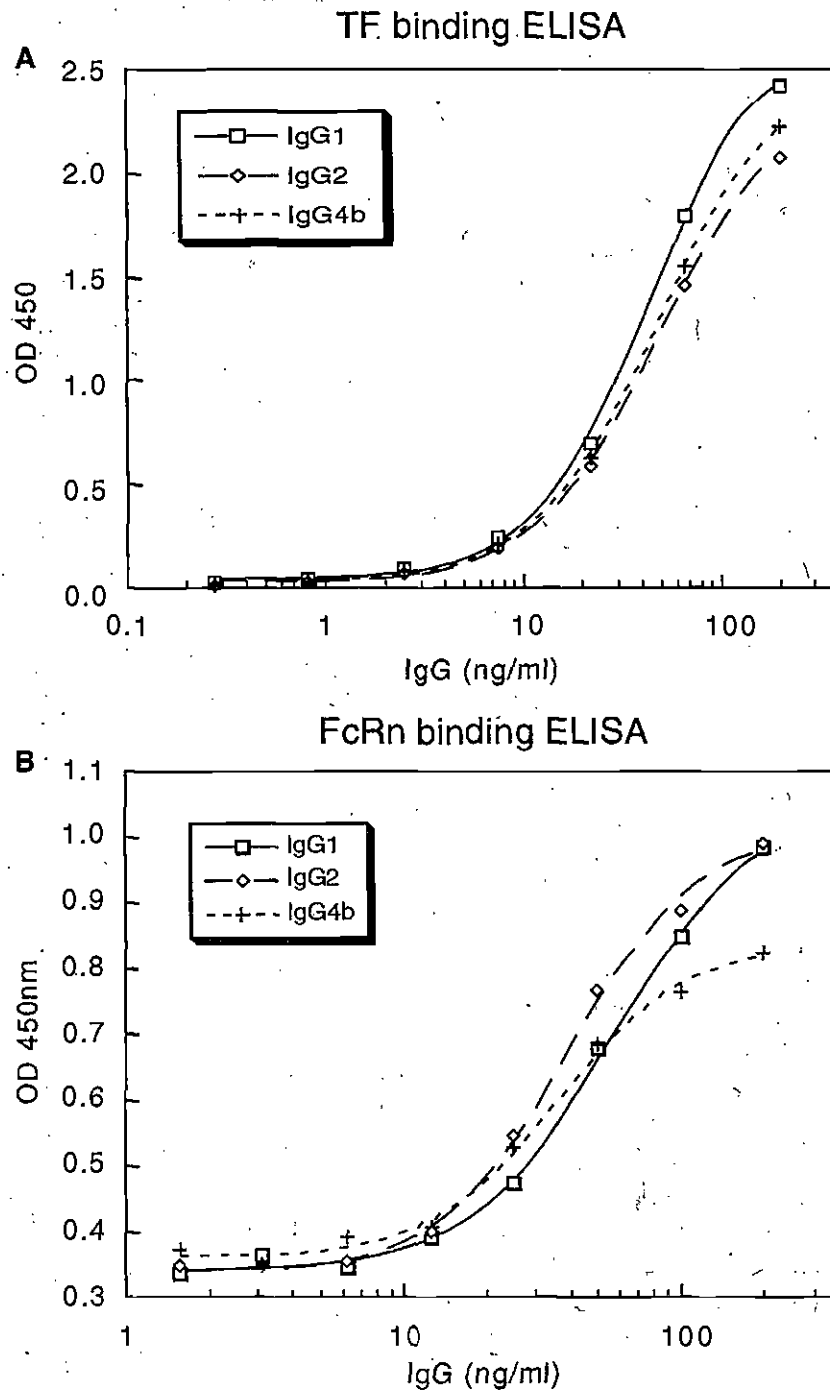 TF binding ELISA
A
2.5
2.0
1.5
1.0
0.5
0.0
OD 450
IgG1
IgG2
IgG4b
0.1 1 10 100
IgG (ng/ml)
FcRn binding ELISA
B
1.1
1.0
0.9
0.8
0.7
0.6
0.5
0.4
0.3
OD 450nm
IgG1
IgG2
IgG4b
1 10 100
IgG (ng/ml)